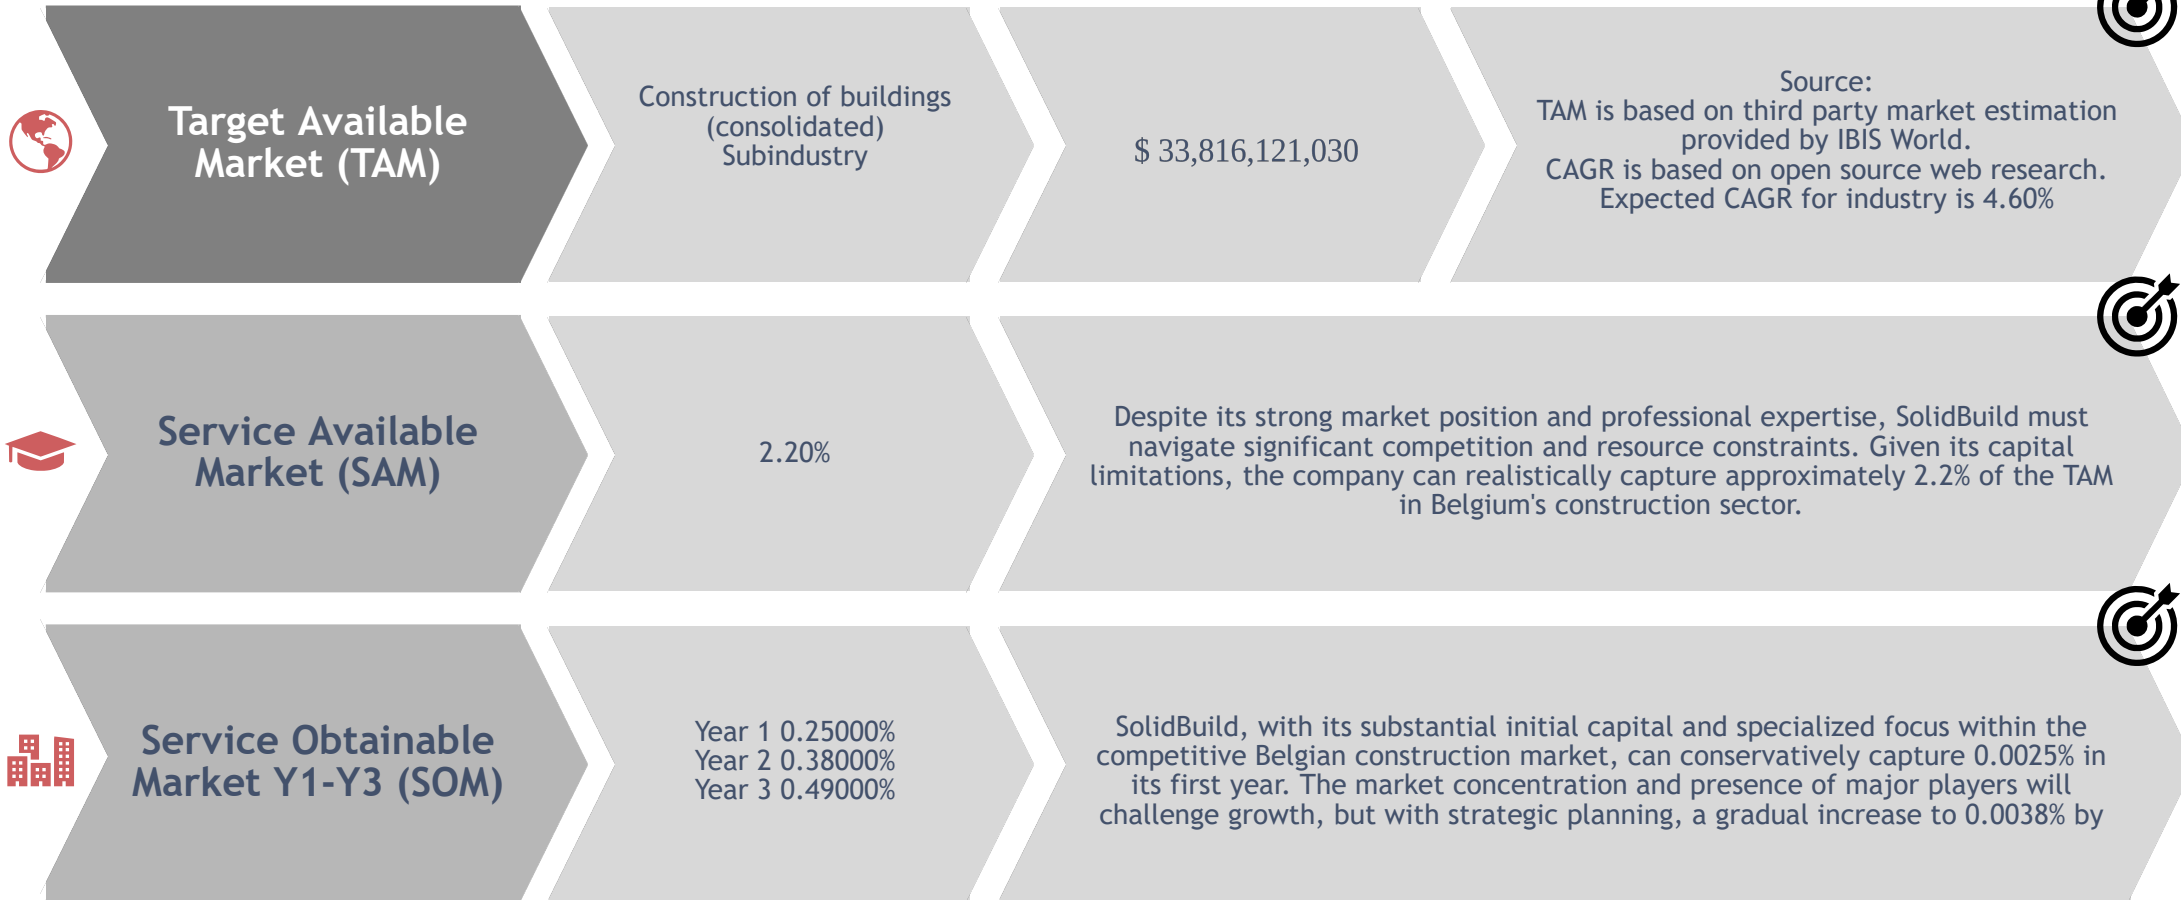 Target Available
Market (TAM)
Construction of buildings
(consolidated)
Subindustry
$ 33,816,121,030
Source:
TAM is based on third party market estimation
provided by IBIS World.
CAGR is based on open source web research.
Expected CAGR for industry is 4.60%
Service Available
Market (SAM)
2.20%
Despite its strong market position and professional expertise, SolidBuild must
navigate significant competition and resource constraints. Given its capital
limitations, the company can realistically capture approximately 2.2% of the TAM
in Belgium's construction sector.
Service Obtainable
Market Y1-Y3 (SOM)
Year 1 0.25000%
Year 2 0.38000%
Year 3 0.49000%
SolidBuild, with its substantial initial capital and specialized focus within the
competitive Belgian construction market, can conservatively capture 0.0025% in
its first year. The market concentration and presence of major players will
challenge growth, but with strategic planning, a gradual increase to 0.0038% by